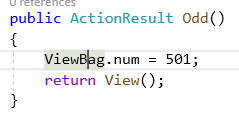 0 references
public ActionResult Odd()
{
ViewBag.num = 501;
return View();
}